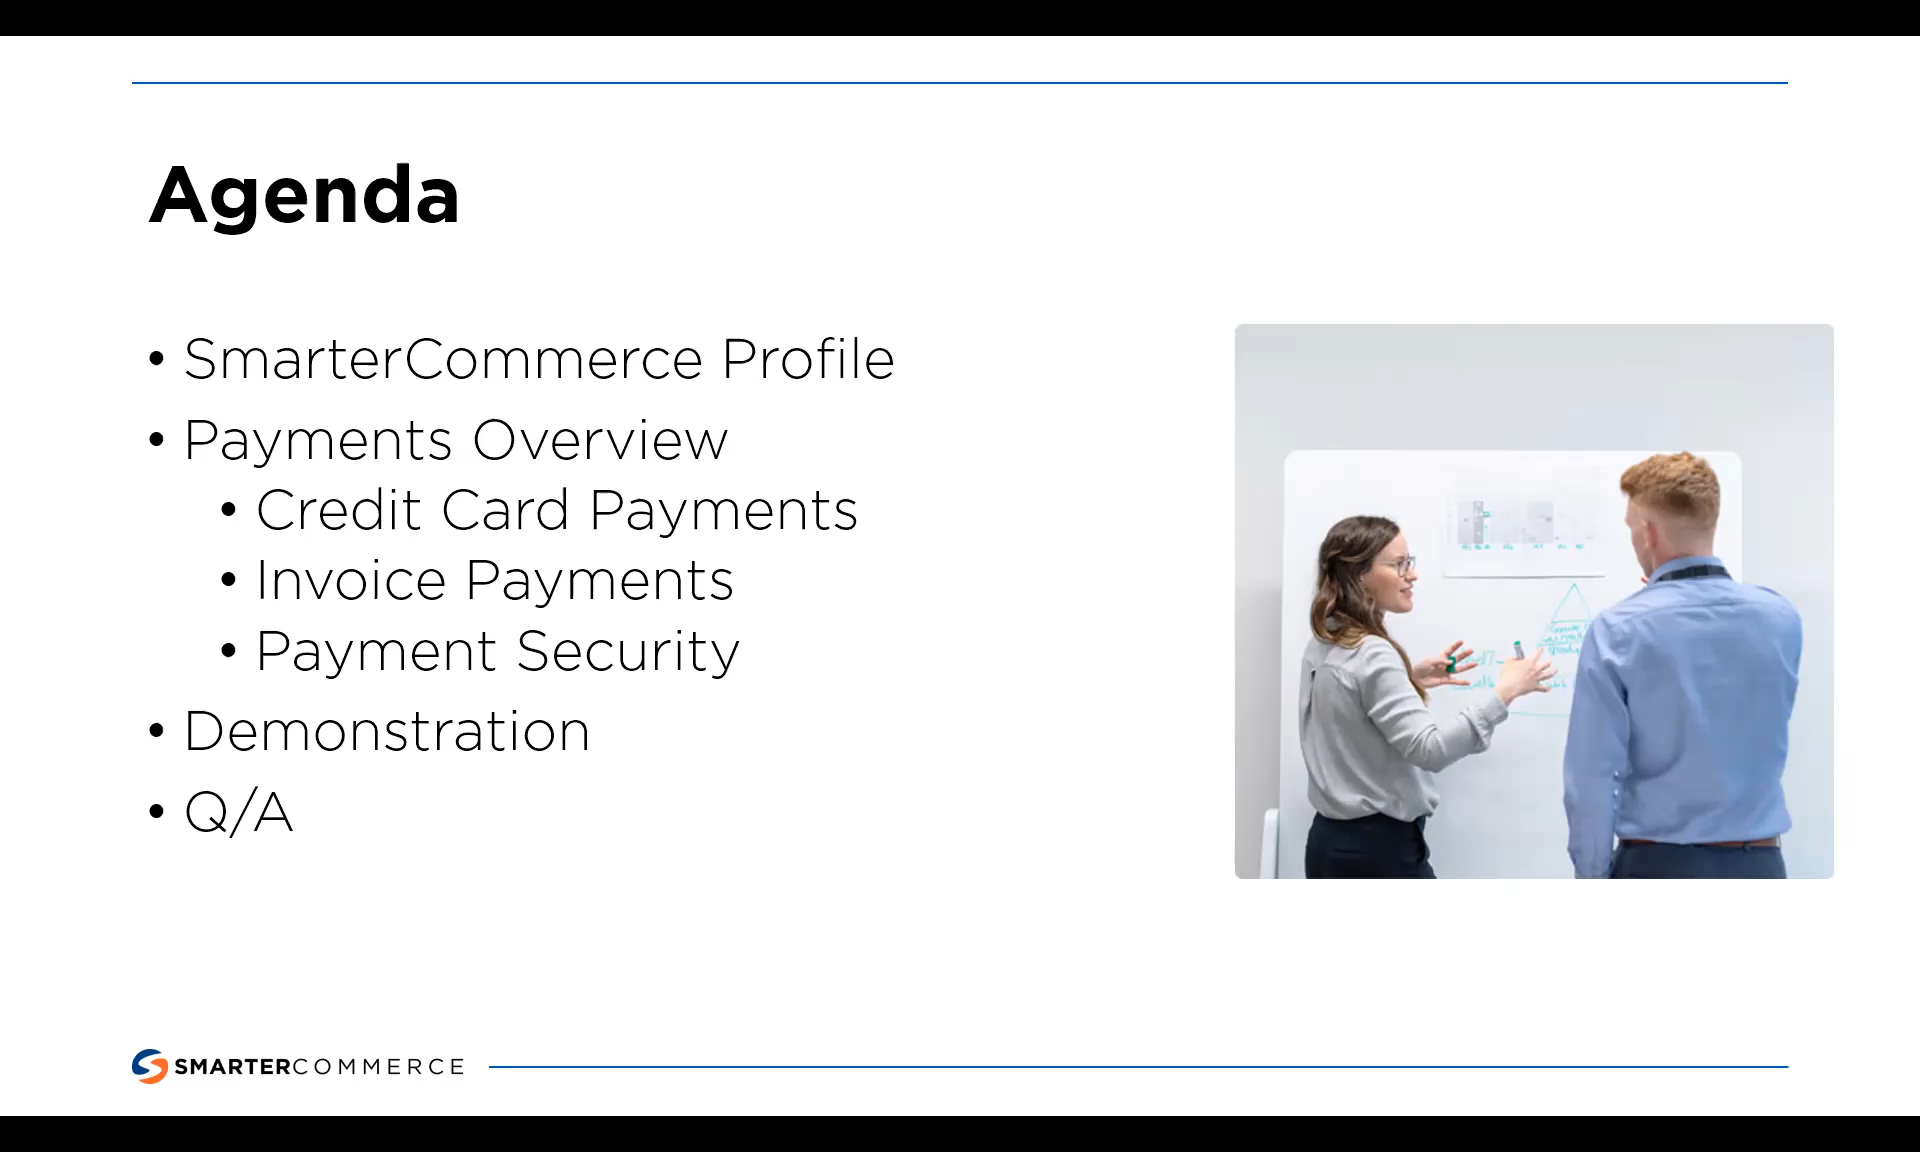 Agenda
• SmarterCommerce Profile
• Payments Overview
• Credit Card Payments
• Invoice Payments
• Payment Security
• Demonstration
• Q/A
SMARTERCOMMERCE